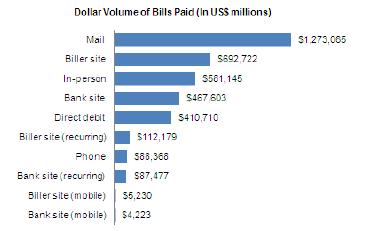 Dollar Volume of Bills Paid (In US$ millions)
Mail $1,273,065
Biller site $692,722
In-person $581,145
Bank site $467,603
Direct debit $410,710
Biller site (recurring) $112,179
Phone $88,368
Bank site (recurring) $87,477
Biller site (mobile) $5,230
Bank site (mobile) $4,223